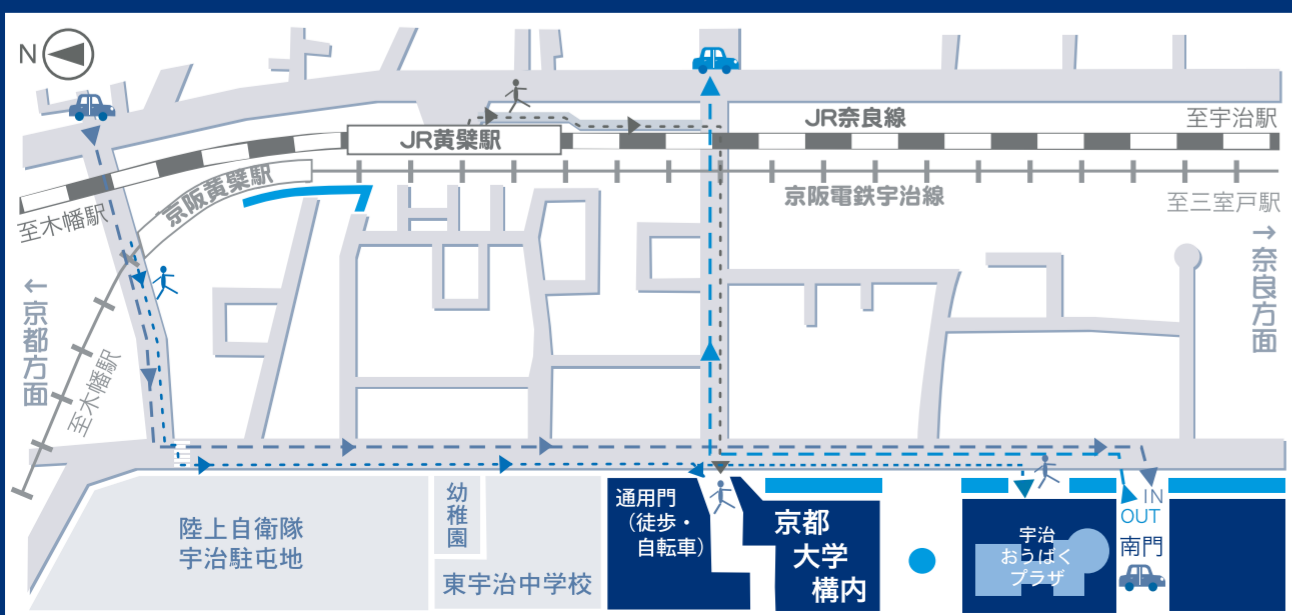 N
JR黄檗駅
JR奈良線
至宇治駅
京阪黄檗駅
京阪電鉄宇治線
至三室戸駅
至木幡駅
↓京都方面
→奈良方面
至木幡駅
陸上自衛隊
宇治駐屯地
幼稚園
東宇治中学校
通用門
(徒歩・
自転車)
京都
大学
構内
宇治
おうばく
プラザ
IN
OUT
南門